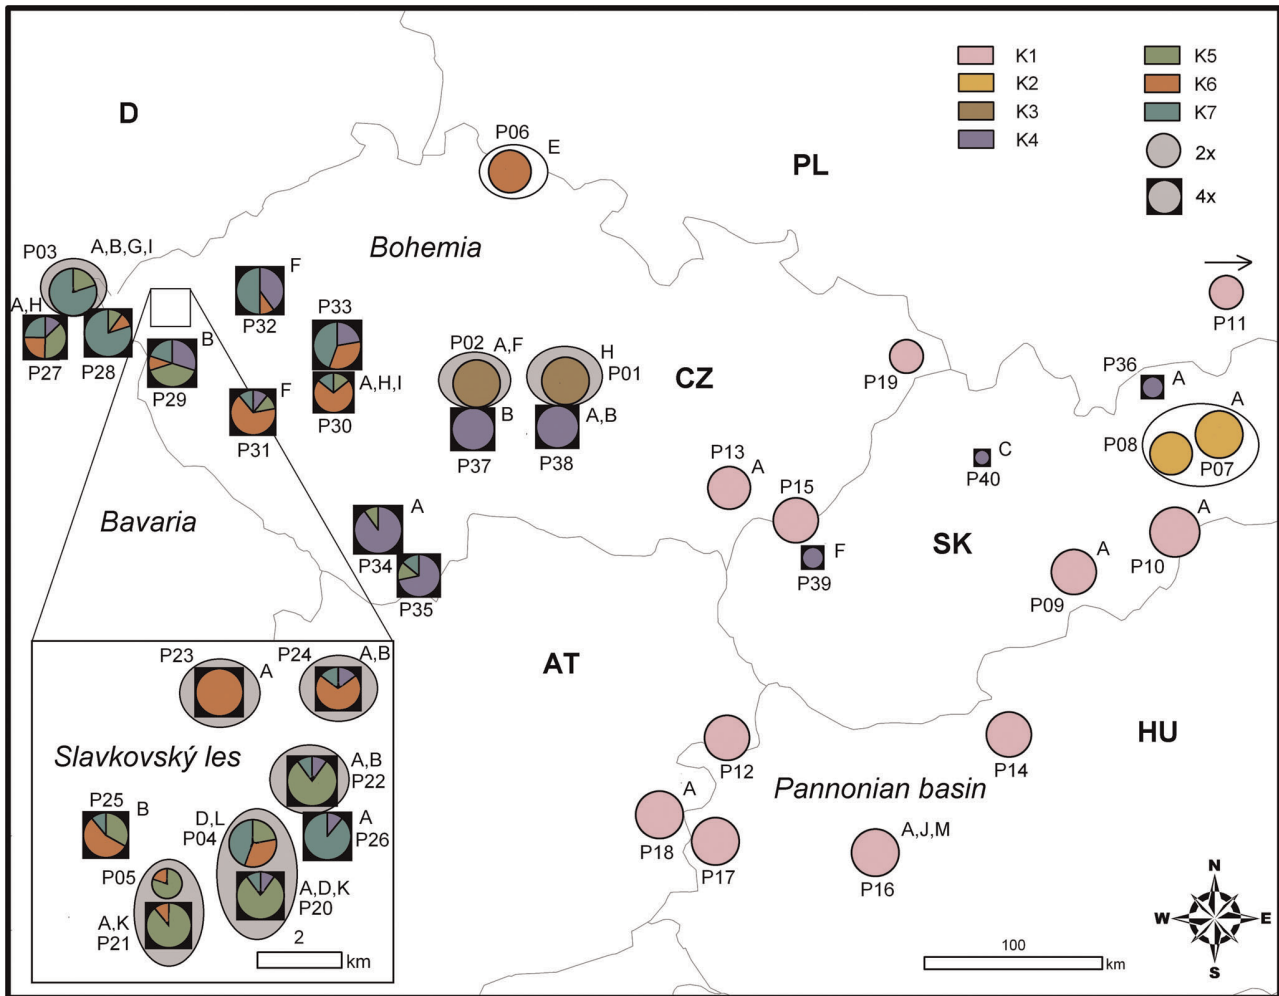 K1
K5
K2
K6
K3
K7
K4
2x
4x
D
PL
P06
E
Bohemia
P03
A,B,G,I
A,H
P27
P28
F
P32
B
P29
F
P31
P33
A,H,I
P30
P02
A,F
H
P01
B
P37
A,B
P38
CZ
P11
P19
P36
A
A
P08
P07
P13
A
P15
C
P40
F
P39
SK
A
P10
A
P09
Bavaria
A
P34
P35
AT
HU
P12
P14
Pannonian basin
A
P18
P17
A,J,M
P16
P23
A
P24
A,B
Slavkovský les
A,B
P22
P25
B
D,L
P04
A
P26
P05
A,D,K
P20
A,K
P21
2
km
100
km
N
W
E
S